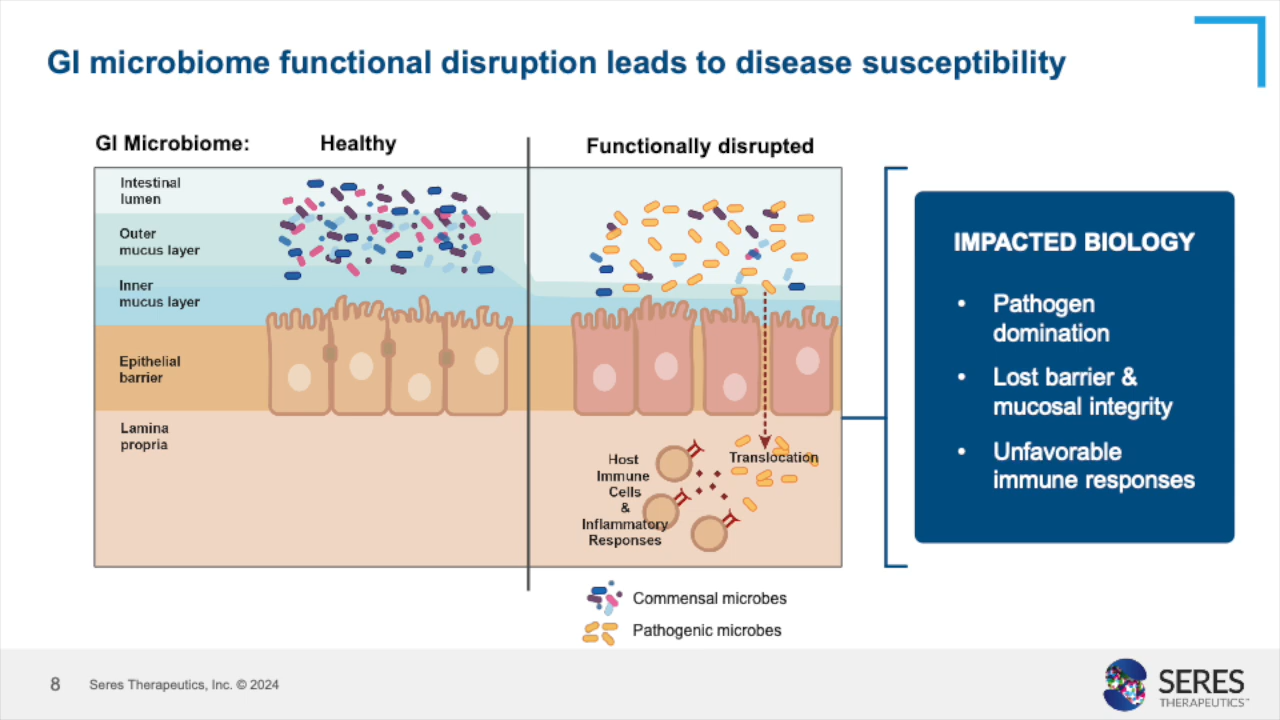 GI microbiome functional disruption leads to disease susceptibility
GI Microbiome:
Healthy
Functionally disrupted
Intestinal
lumen
Outer
mucus layer
Inner
mucus layer
Epithelial
barrier
Lamina
propria
Host
Immune
Cells
&
Inflammatory
Responses
Translocation
Commensal microbes
Pathogenic microbes
IMPACTED BIOLOGY
• Pathogen
domination
• Lost barrier &
mucosal integrity
• Unfavorable
immune responses
8
Seres Therapeutics, Inc. © 2024
SERES
THERAPEUTICS™